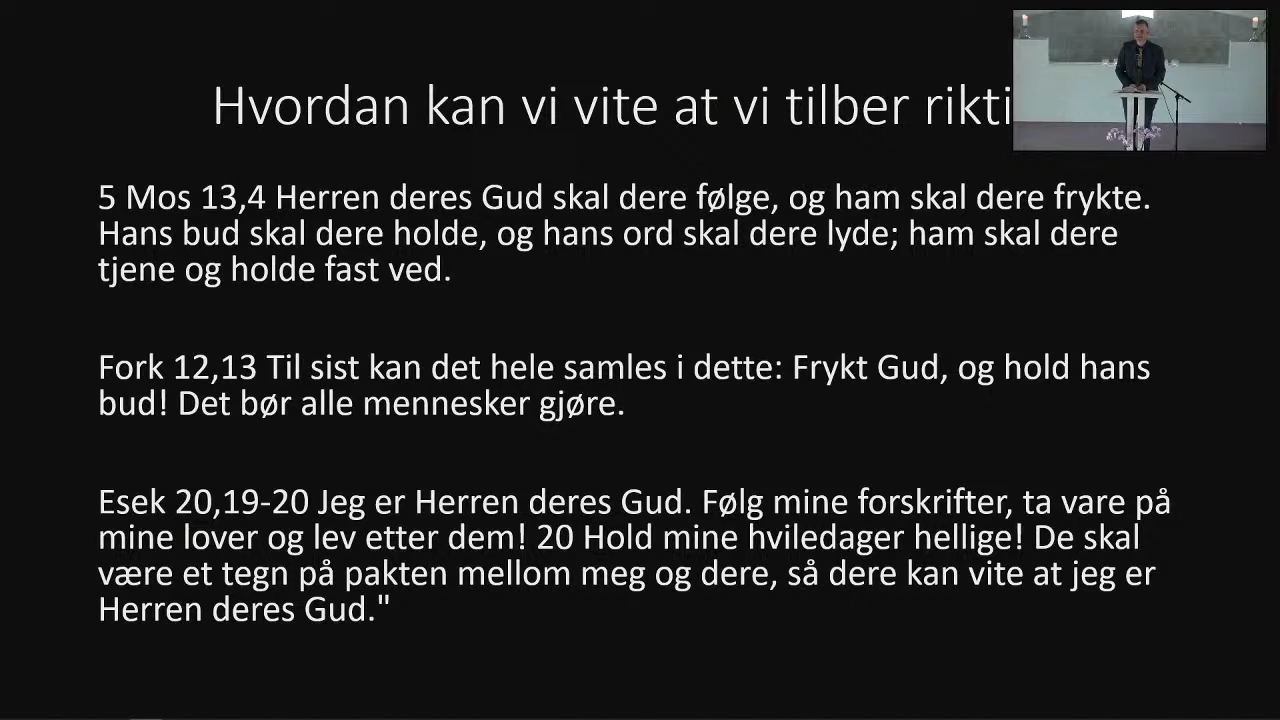 Hvordan kan vi vite at vi tilber rikti
5 Mos 13,4 Herren deres Gud skal dere følge, og ham skal dere frykte.
Hans bud skal dere holde, og hans ord skal dere lyde; ham skal dere
tjene og holde fast ved.
Fork 12,13 Til sist kan det hele samles i dette: Frykt Gud, og hold hans
bud! Det bør alle mennesker gjøre.
Esek 20,19-20 Jeg er Herren deres Gud. Følg mine forskrifter, ta vare på
mine lover og lev etter dem! 20 Hold mine hviledager hellige! De skal
være et tegn på pakten mellom meg og dere, så dere kan vite at jeg er
Herren deres Gud."